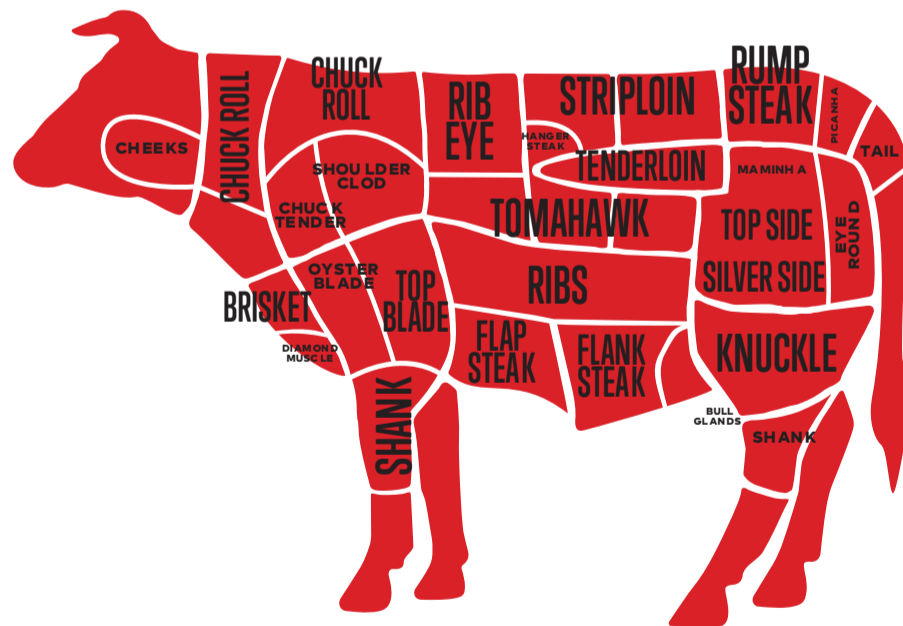 CHEEKS
CHUCK ROLL
CHUCK
ROLL
RIB
EYE
STRIPLOIN
HANGER
STEAK
TENDERLOIN
RUMP
STEAK
PICANHA
TAIL
SHOULDER
CLOD
CHUCK
TENDER
TOMAHAWK
MAMINHA
TOP SIDE
SILVER SIDE
EYE
ROUND
BRISKET
OYSTER
BLADE
TOP
BLADE
RIBS
DIAMOND
MUSCLE
FLAP
STEAK
FLANK
STEAK
KNUCKLE
SHANK
BULL
GLANDS
SHANK